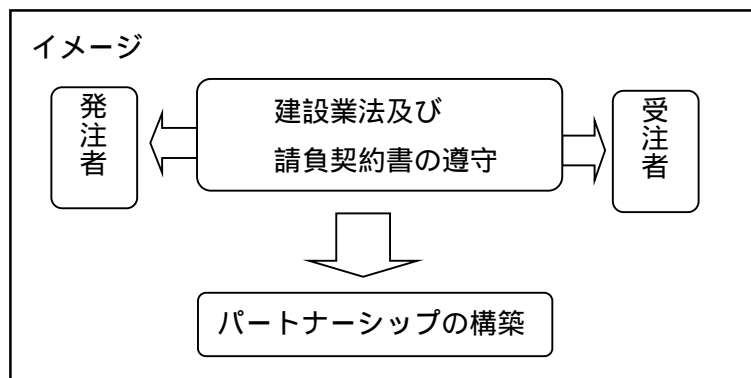 イメージ
発注者
建設業法及び
請負契約書の遵守
受注者
パートナーシップの構築